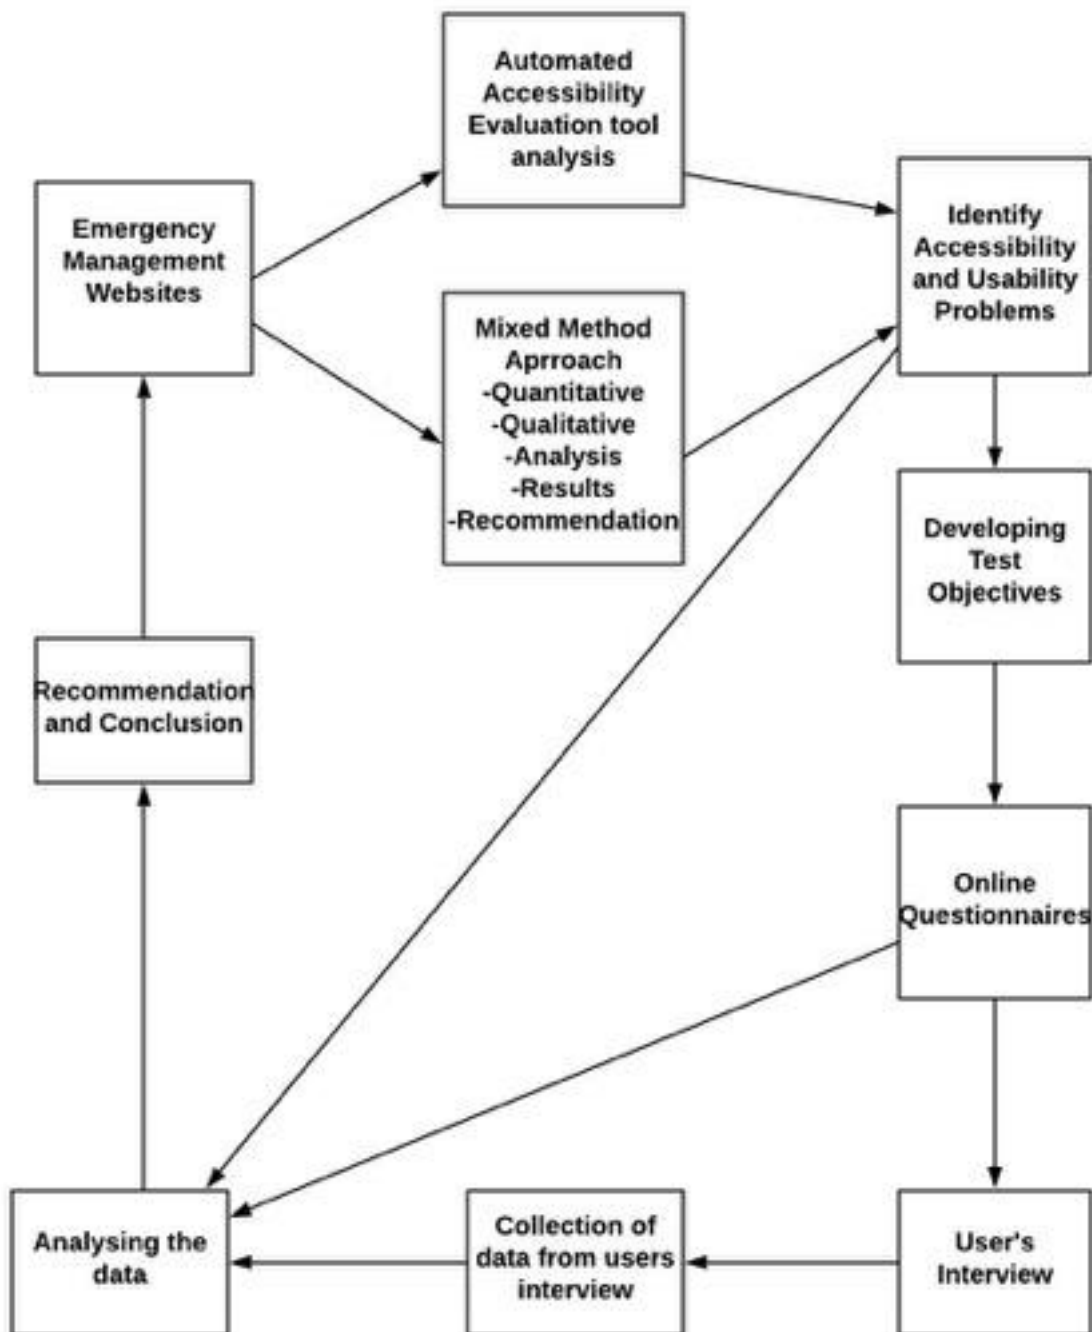 Automated
Accessibility
Evaluation tool
analysis
Emergency
Management
Websites
Identify
Accessibility
and Usability
Problems
Mixed Method
Aprroach
-Quantitative
-Qualitative
-Analysis
-Results
-Recommendation
Developing
Test
Objectives
Recommendation
and Conclusion
Online
Questionnaires
Analysing the
data
Collection of
data from users
interview
User's
Interview